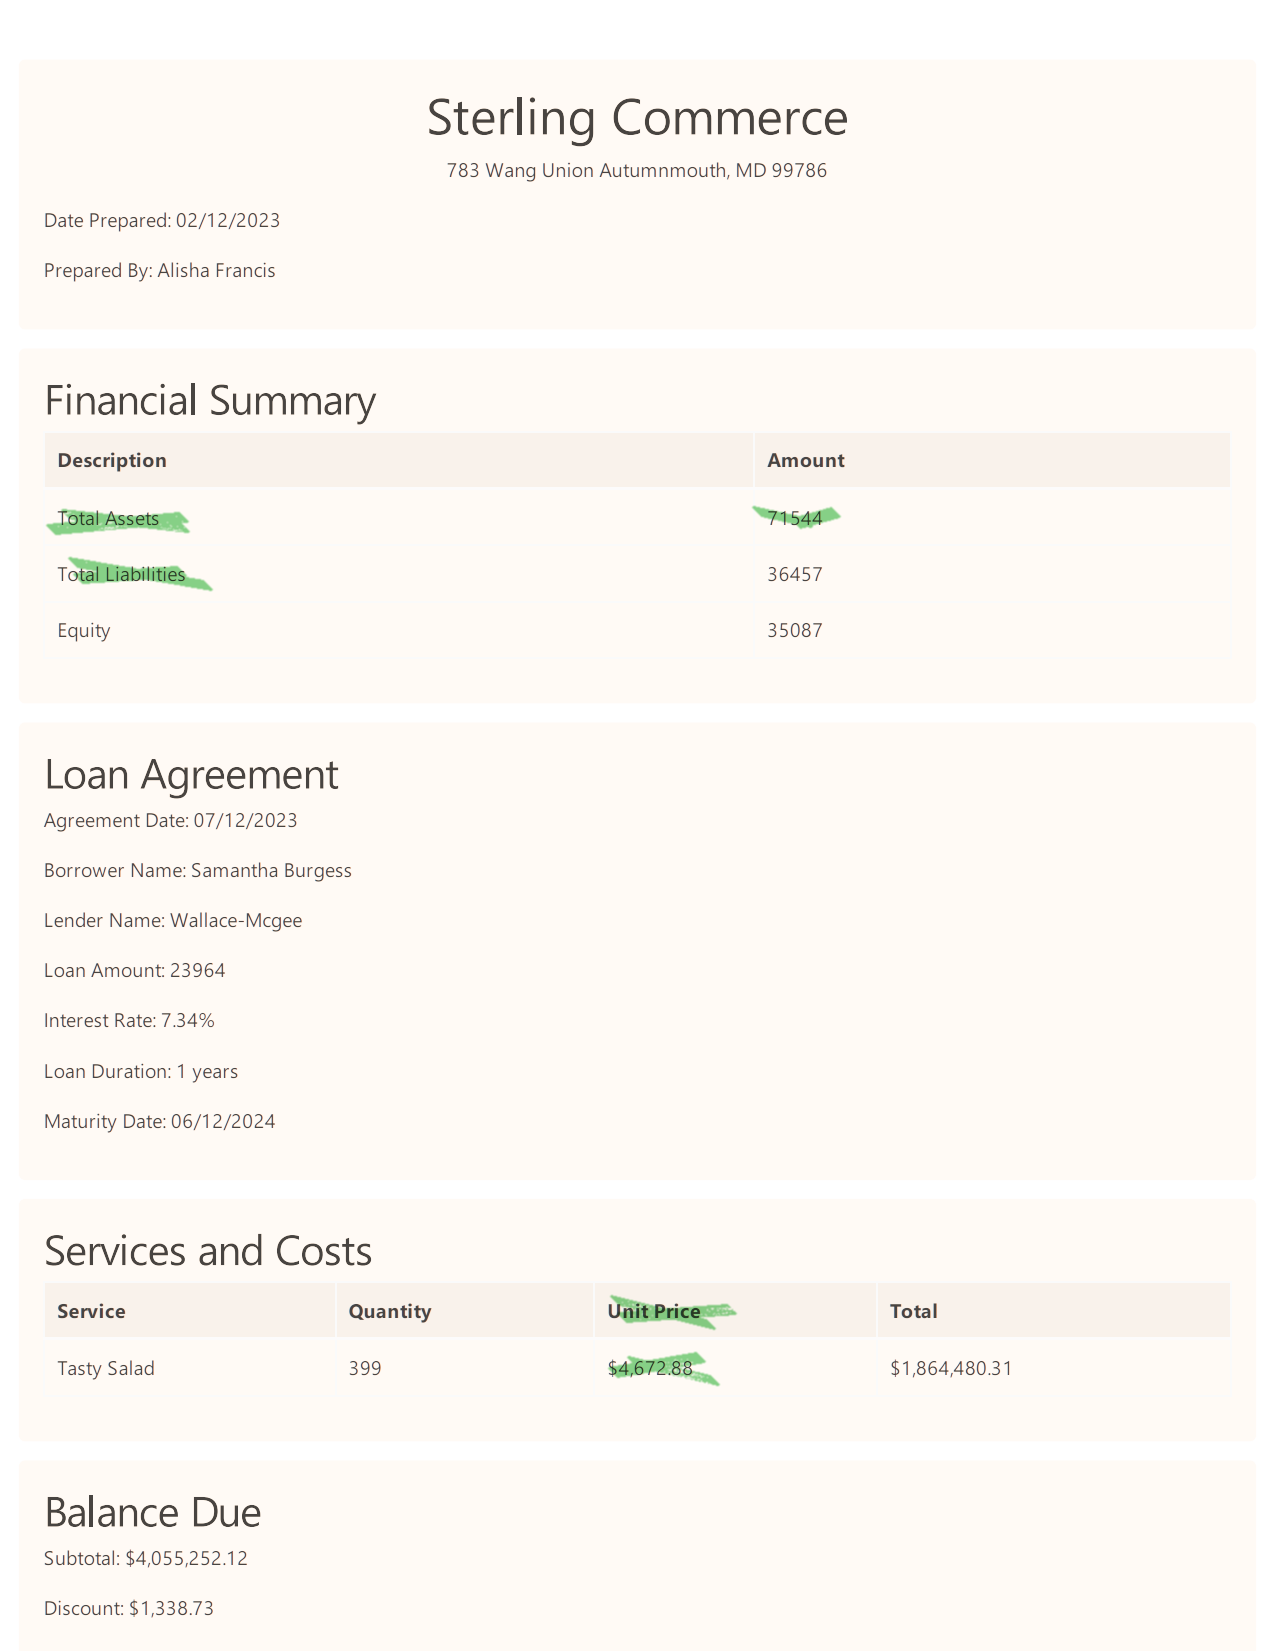 Sterling Commerce
783 Wang Union Autumnmouth, MD 99786
Date Prepared: 02/12/2023
Prepared By: Alisha Francis
Financial Summary
Description Amount
Total Assets 71544
Total Liabilities 36457
Equity 35087
Loan Agreement
Agreement Date: 07/12/2023
Borrower Name: Samantha Burgess
Lender Name: Wallace-Mcgee
Loan Amount: 23964
Interest Rate: 7.34%
Loan Duration: 1 years
Maturity Date: 06/12/2024
Services and Costs
Service Quantity Unit Price Total
Tasty Salad 399 $4,672.88 $1,864,480.31
Balance Due
Subtotal: $4,055,252.12
Discount: $1,338.73